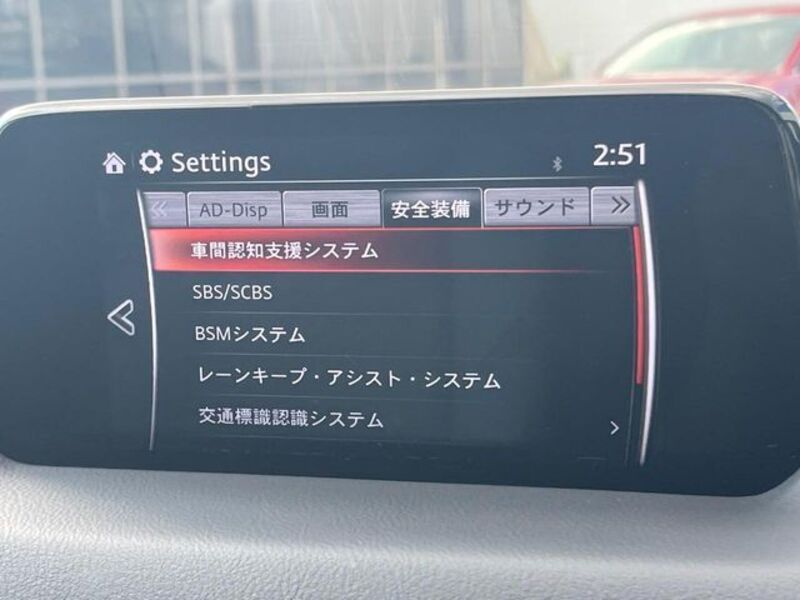 Settings
2:51
AD-Disp 画面 安全装備 サウンド
車間認知支援システム
SBS/SCBS
BSMシステム
レーンキープ・アシスト・システム
交通標識認識システム